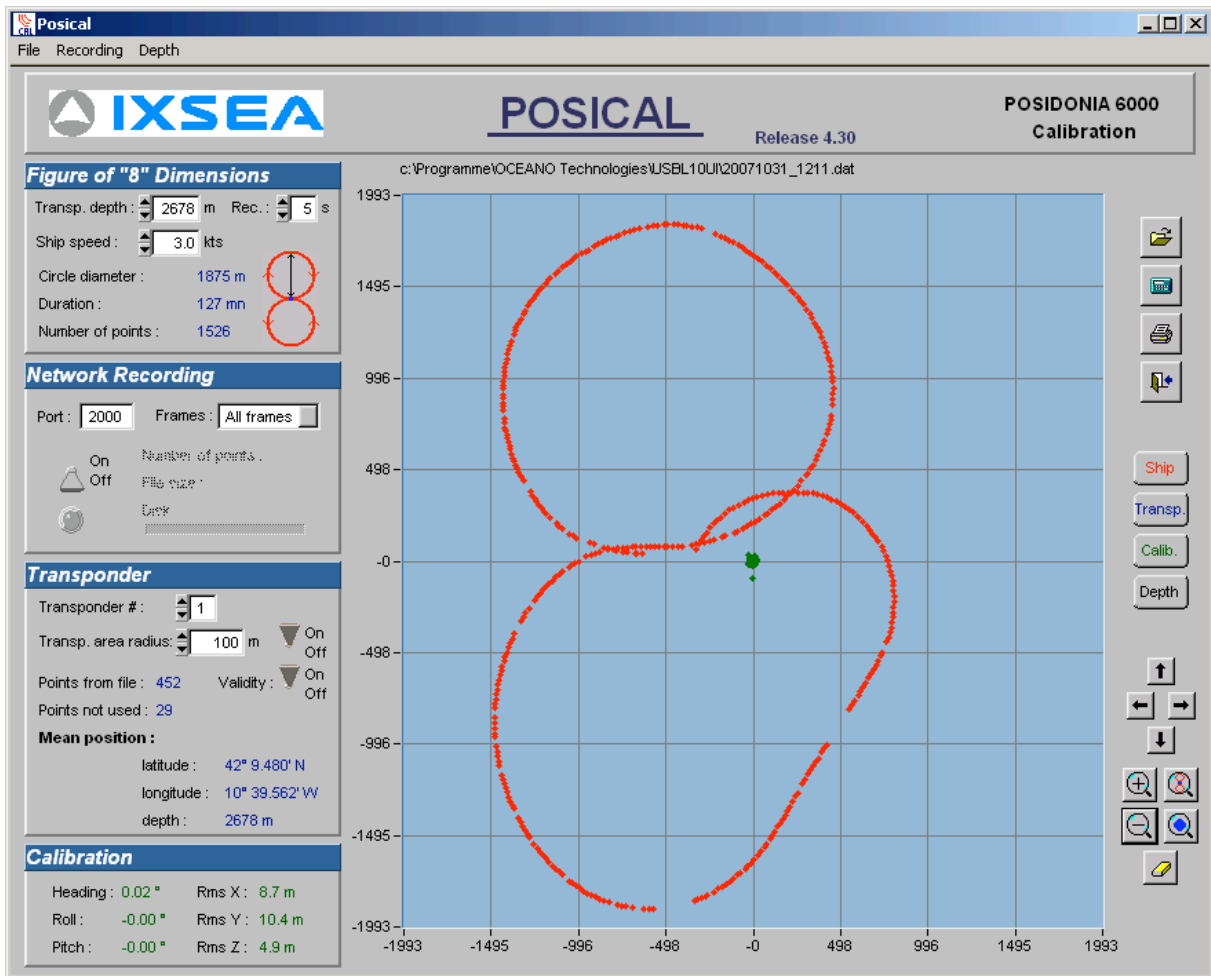 Posical
File Recording Depth
IXSEA
POSICAL
Release 4.30
POSIDONIA 6000
Calibration
Figure of "8" Dimensions
Transp. depth : 2678 m Rec. : 5 s
Ship speed : 3.0 kts
Circle diameter : 1875 m
Duration : 127 mn
Number of points : 1526
Network Recording
Port : 2000 Frames : All frames
On
Off
Number of points :
File size :
Disk
Transponder
Transponder # : 1
Transp. area radius: 100 m On
Off
Points from file : 452 Validity : On
Off
Points not used : 29
Mean position :
latitude : 42° 9.480' N
longitude : 10° 39.562' W
depth : 2678 m
Calibration
Heading : 0.02 ° Rms X : 8.7 m
Roll : -0.00 ° Rms Y : 10.4 m
Pitch : -0.00 ° Rms Z : 4.9 m
c:\Programme\OCEANO Technologies\USBL10UI\20071031_1211.dat
1993
1495
996
498
-0
-498
-996
-1495
-1993
-1993 -1495 -996 -498 -0 498 996 1495 1993
Ship
Transp.
Calib.
Depth